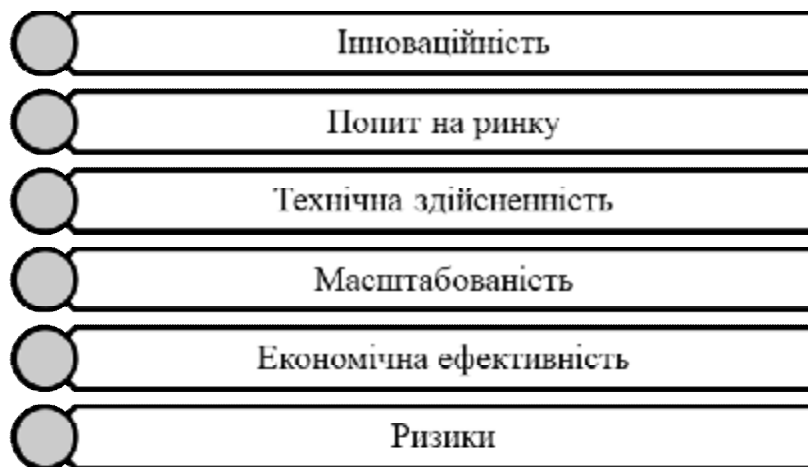 Інноваційність
Попит на ринку
Технічна здійсненність
Масштабованість
Економічна ефективність
Ризики